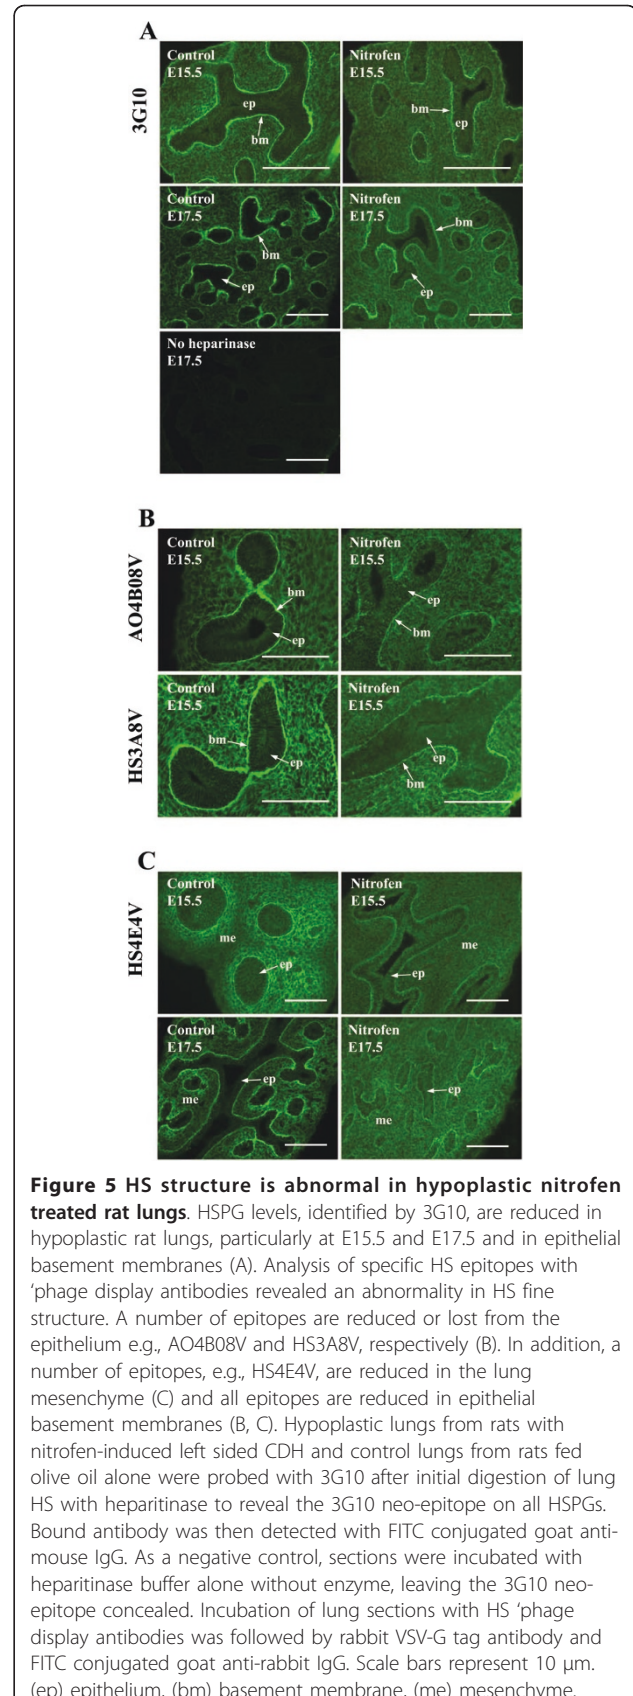 A
3G10
Control
E15.5
ep
bm
Nitrofen
E15.5
bm
ep
Control
E17.5
bm
ep
Nitrofen
E17.5
bm
ep
No heparinase
E17.5
B
AO4B08V
Control
E15.5
bm
ep
Nitrofen
E15.5
ep
bm
HS3A8V
Control
E15.5
bm
ep
Nitrofen
E15.5
ep
bm
C
HS4E4V
Control
E15.5
me
ep
Nitrofen
E15.5
me
ep
Control
E17.5
ep
me
Nitrofen
E17.5
ep
me
Figure 5 HS structure is abnormal in hypoplastic nitrofen
treated rat lungs. HSPG levels, identified by 3G10, are reduced in
hypoplastic rat lungs, particularly at E15.5 and E17.5 and in epithelial
basement membranes (A). Analysis of specific HS epitopes with
‘phage display antibodies revealed an abnormality in HS fine
structure. A number of epitopes are reduced or lost from the
epithelium e.g., AO4B08V and HS3A8V, respectively (B). In addition, a
number of epitopes, e.g., HS4E4V, are reduced in the lung
mesenchyme (C) and all epitopes are reduced in epithelial
basement membranes (B, C). Hypoplastic lungs from rats with
nitrofen-induced left sided CDH and control lungs from rats fed
olive oil alone were probed with 3G10 after initial digestion of lung
HS with heparitinase to reveal the 3G10 neo-epitope on all HSPGs.
Bound antibody was then detected with FITC conjugated goat anti-
mouse IgG. As a negative control, sections were incubated with
heparitinase buffer alone without enzyme, leaving the 3G10 neo-
epitope concealed. Incubation of lung sections with HS ‘phage
display antibodies was followed by rabbit VSV-G tag antibody and
FITC conjugated goat anti-rabbit IgG. Scale bars represent 10 μm.
(ep) epithelium, (bm) basement membrane, (me) mesenchyme.